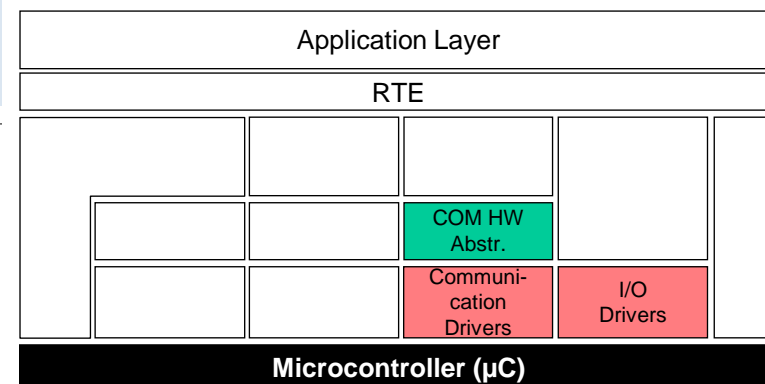 Application Layer
RTE
COM HW
Abstr.
Communi-
cation
Drivers
I/O
Drivers
Microcontroller (µC)